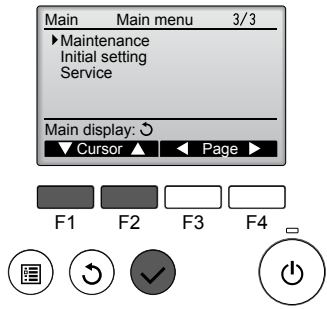 Main Main menu 3/3
Maintenance
Initial setting
Service
Main display:
Cursor Page
F1 F2 F3 F4